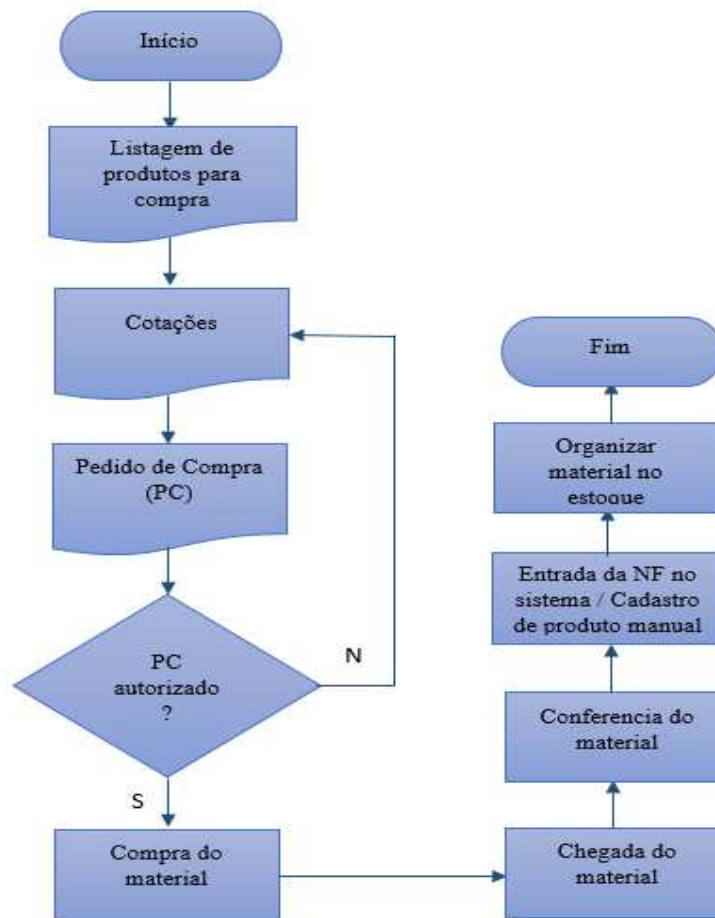 Início
Listagem de
produtos para
compra
Cotações
Pedido de Compra
(PC)
PC
autorizado
?
N
S
Compra do
material
Chegada do
material
Conferencia do
material
Entrada da NF no
sistema / Cadastro
de produto manual
Organizar
material no
estoque
Fim